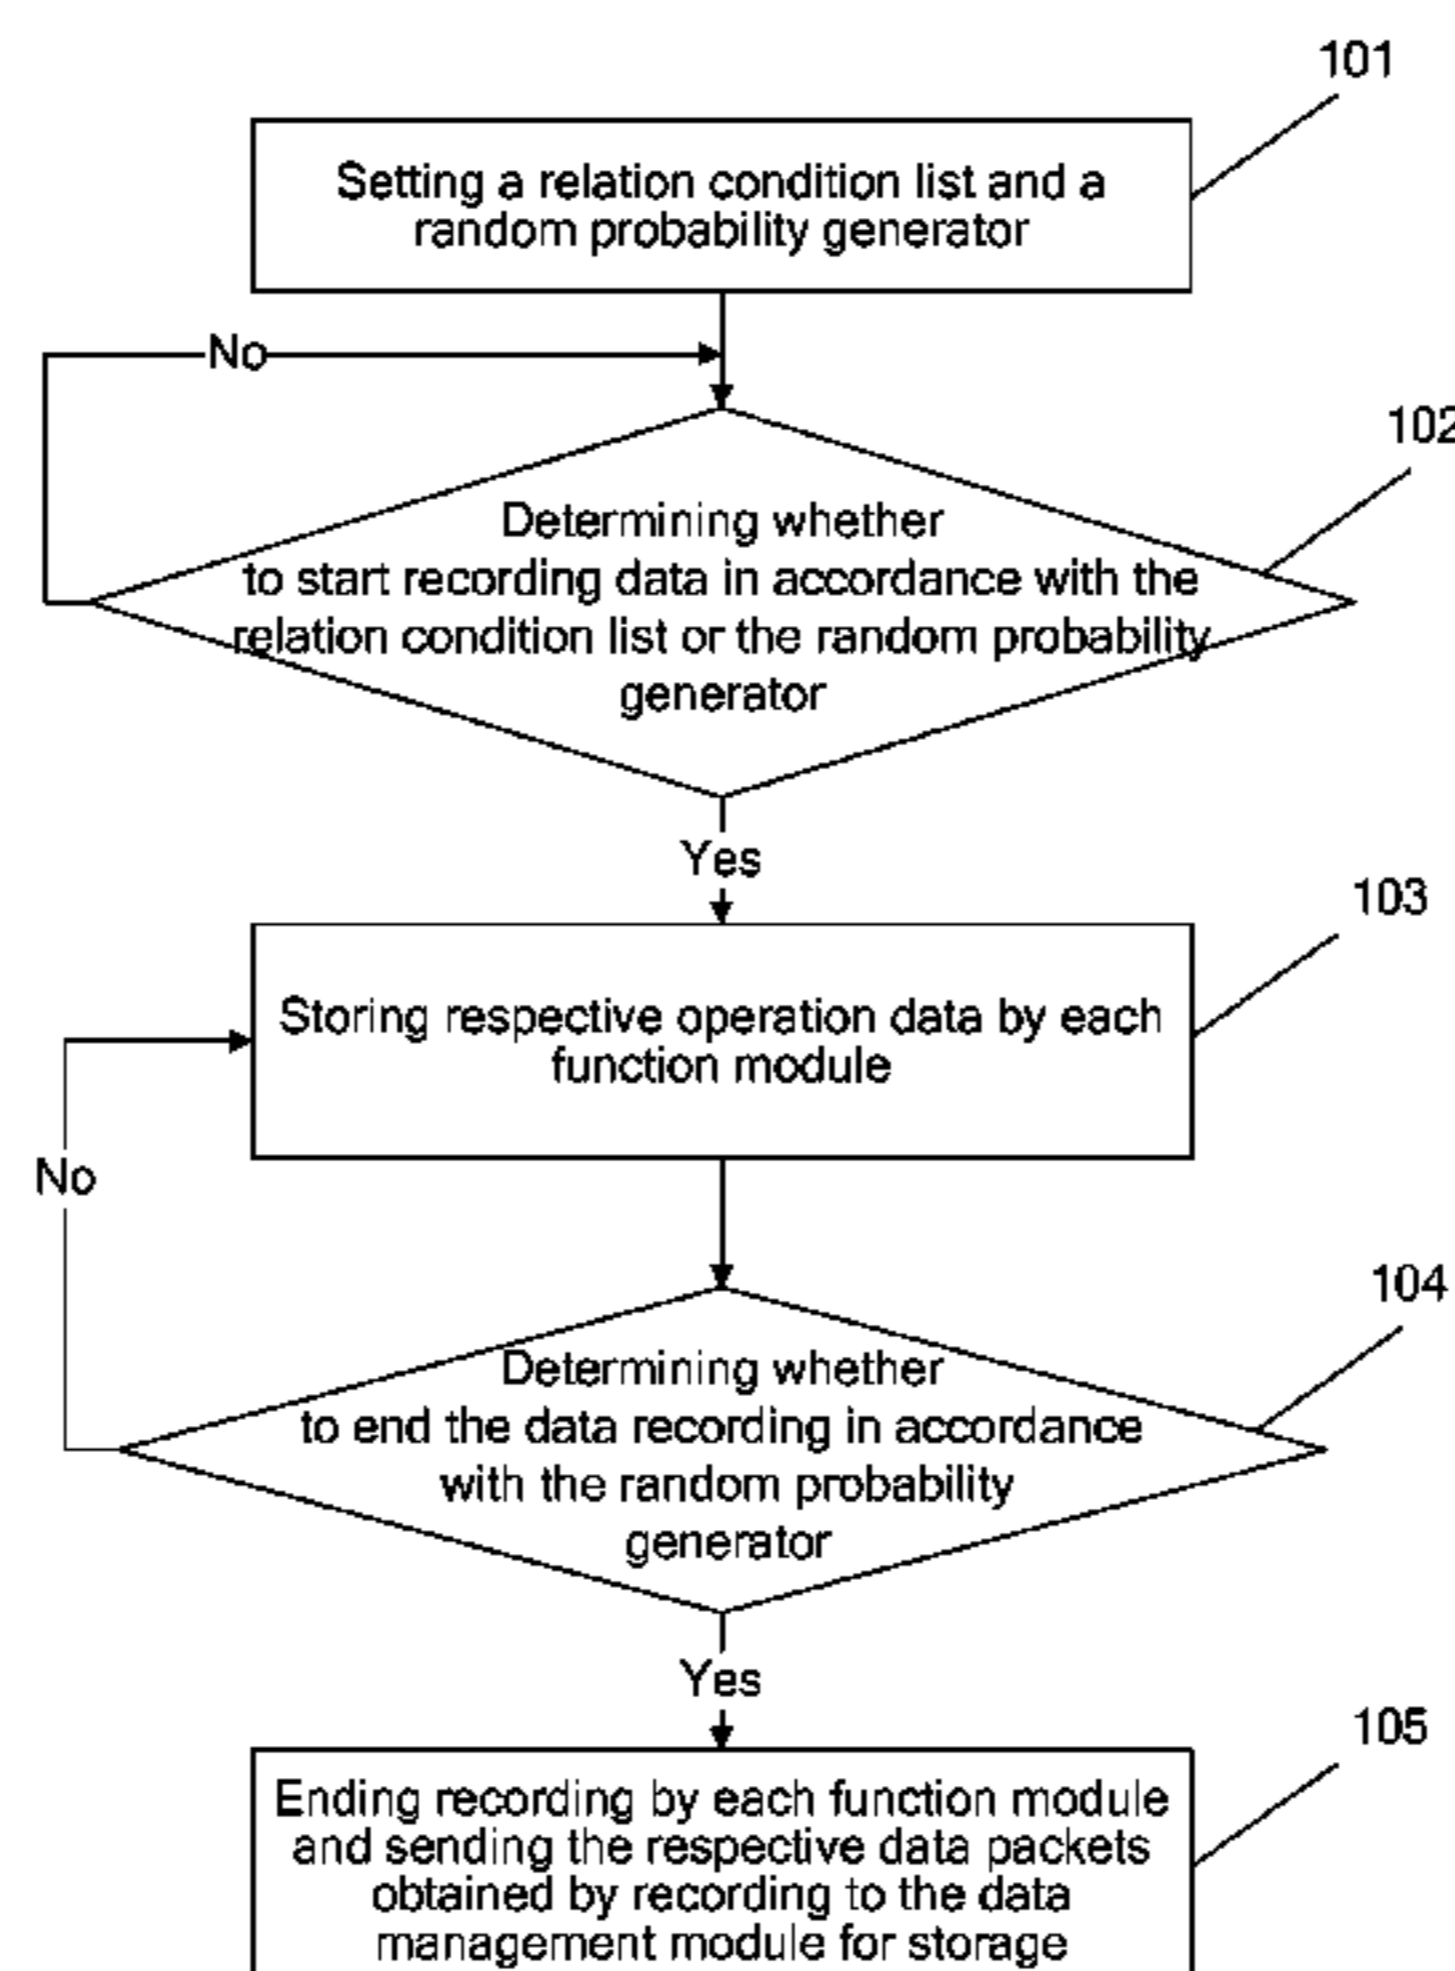 101
Setting a relation condition list and a
random probability generator
No
102
Determining whether
to start recording data in accordance with the
relation condition list or the random probability
generator
Yes
103
Storing respective operation data by each
function module
No
104
Determining whether
to end the data recording in accordance
with the random probability
generator
Yes
105
Ending recording by each function module
and sending the respective data packets
obtained by recording to the data
management module for storage